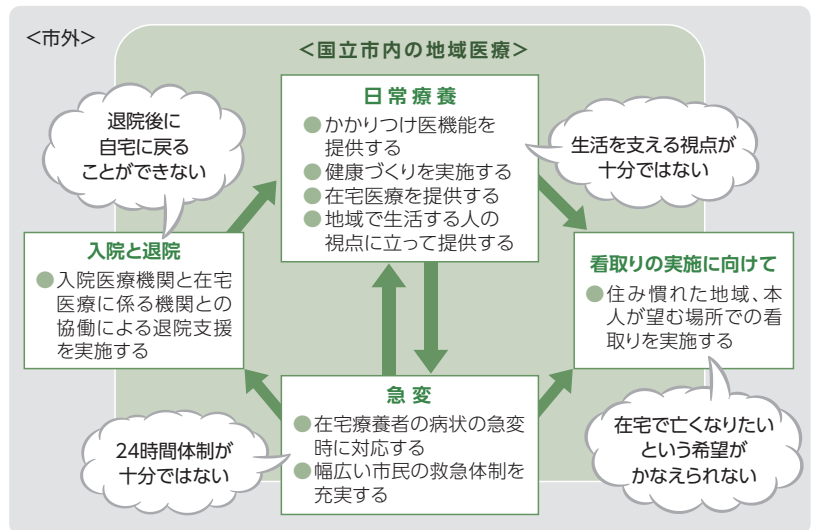 <市外>
<国立市内の地域医療>
日常療養
●かかりつけ医機能を
提供する
●健康づくりを実施する
●在宅医療を提供する
●地域で生活する人の
視点に立って提供する
退院後に
自宅に戻る
ことができない
生活を支える視点が
十分ではない
入院と退院
●入院医療機関と在宅
医療に係る機関との
協働による退院支援
を実施する
看取りの実施に向けて
●住み慣れた地域、本
人が望む場所での看
取りを実施する
急変
●在宅療養者の病状の急変
時に対応する
●幅広い市民の救急体制を
充実する
24時間体制が
十分ではない
在宅で亡くなりたい
という希望が
かなえられない